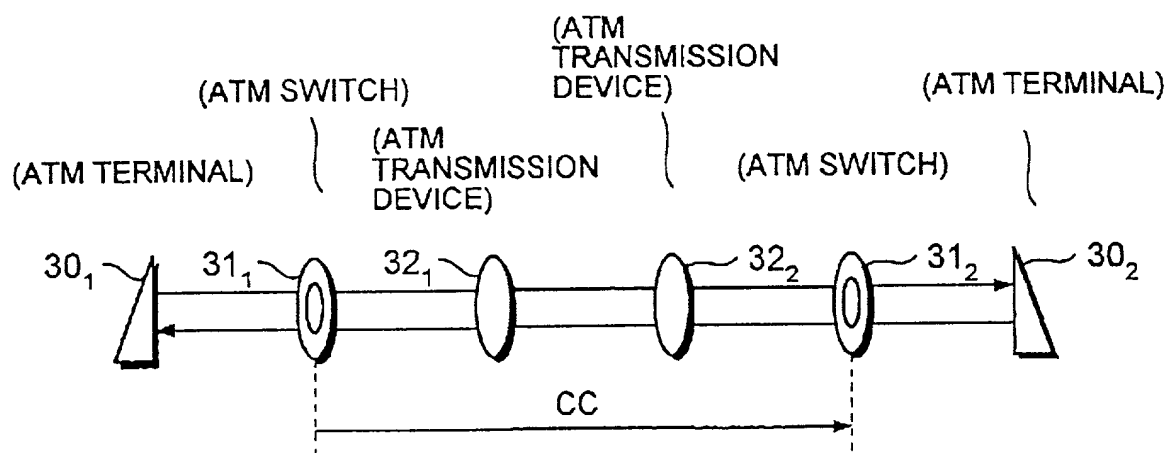 (ATM
TRANSMISSION
DEVICE)
(ATM SWITCH)
(ATM TERMINAL)
(ATM
TRANSMISSION
DEVICE)
(ATM TERMINAL)
(ATM SWITCH)
30₁
31₁
32₁
32₂
31₂
30₂
CC